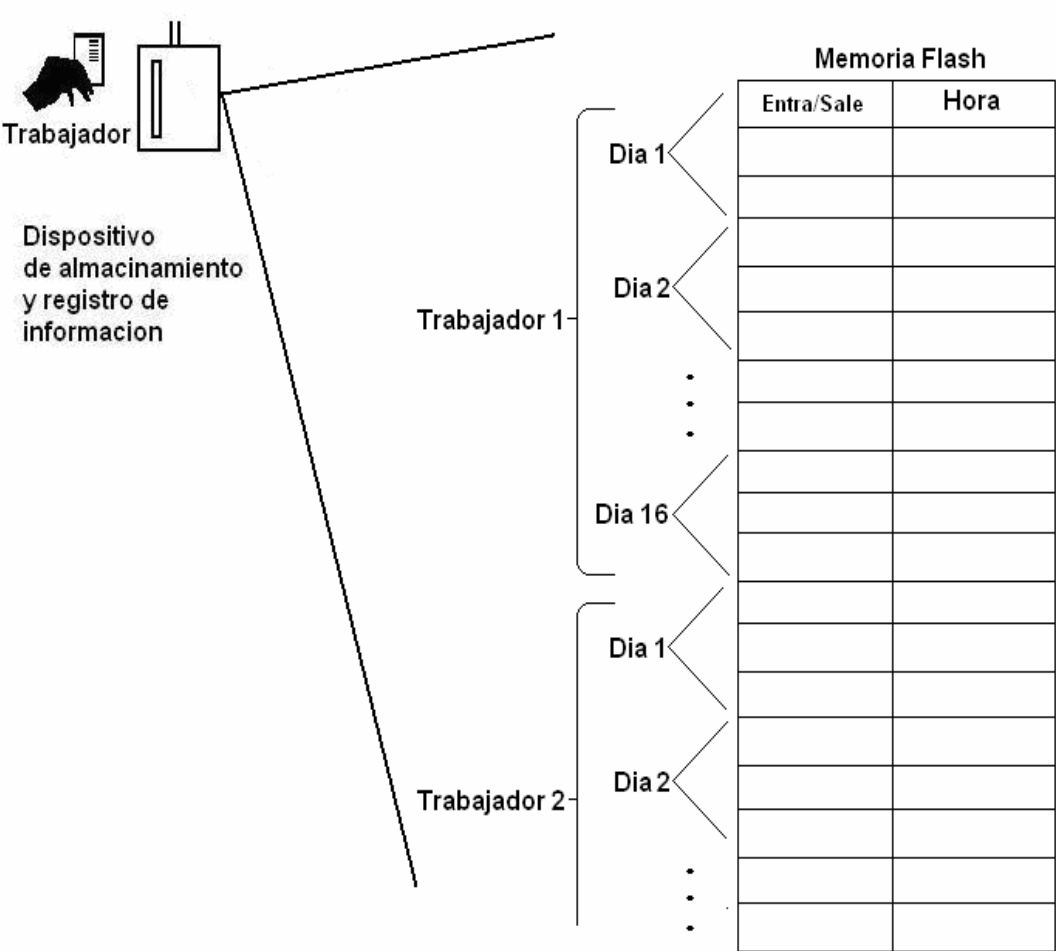 Trabajador
Dispositivo
de almacinamiento
y registro de
informacion
Memoria Flash
Entra/Sale Hora
Trabajador 1
Dia 1
Dia 2
Dia 16
Trabajador 2
Dia 1
Dia 2